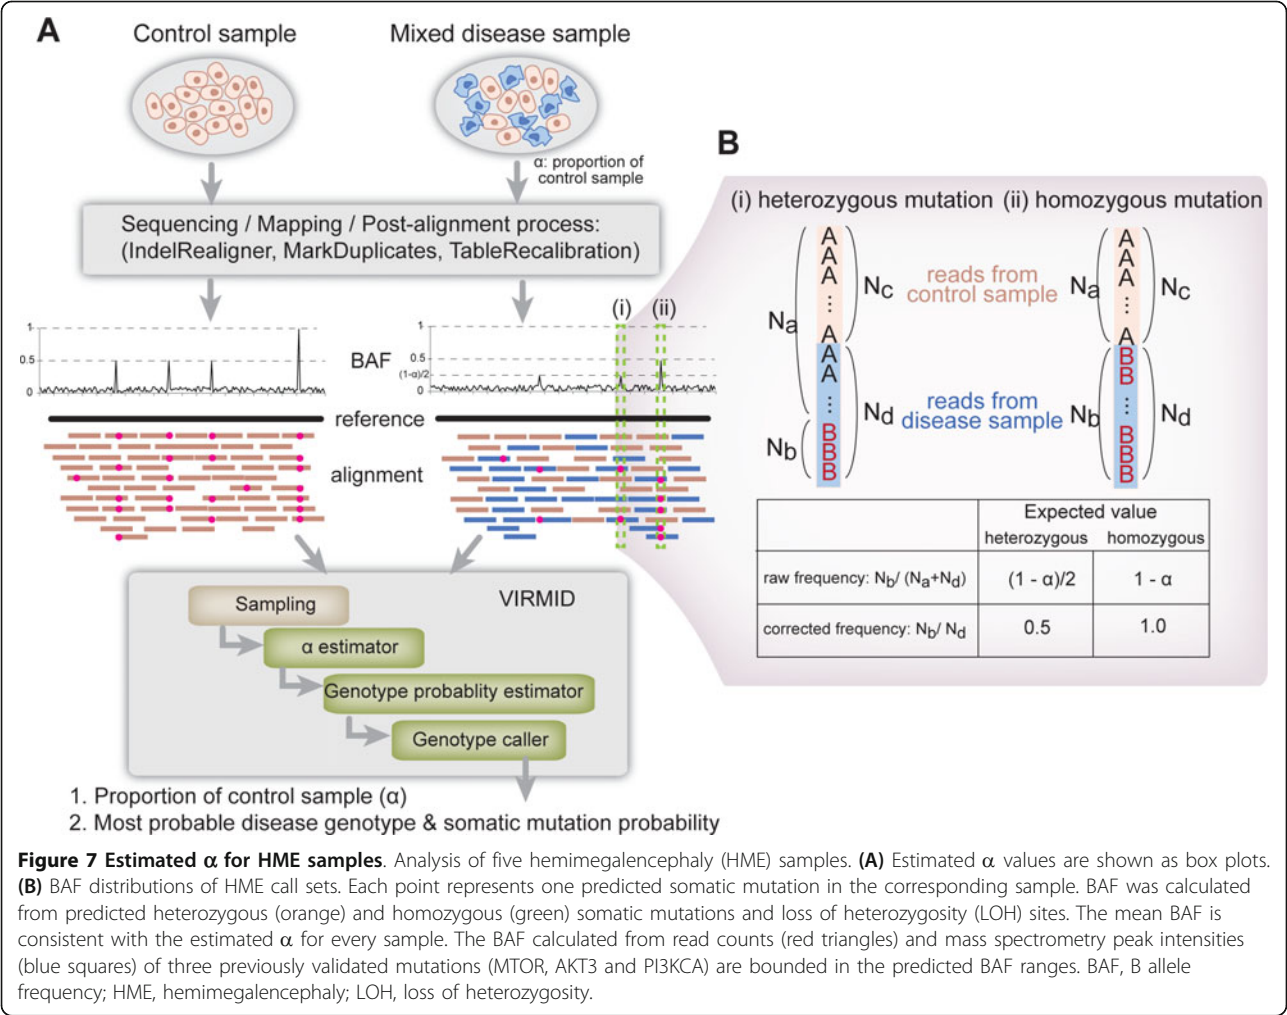 A
Control sample
Mixed disease sample
α: proportion of
control sample
Sequencing / Mapping / Post-alignment process:
(IndelRealigner, MarkDuplicates, TableRecalibration)
1
0.5
0
BAF
1
0.5
(1-α)/2
0
(i)
(ii)
reference
alignment
VIRMID
Sampling
α estimator
Genotype probablity estimator
Genotype caller
1. Proportion of control sample (α)
2. Most probable disease genotype & somatic mutation probability
B
(i) heterozygous mutation (ii) homozygous mutation
A
A
A
⋮
A
A
A
⋮
B
B
B
Na
Nc
Nd
Nb
reads from
control sample
reads from
disease sample
A
A
A
⋮
A
B
B
⋮
B
B
B
Na
Nc
Nb
Nd
Expected value
heterozygous homozygous
raw frequency: Nb/ (Na+Nd) (1 - α)/2 1 - α
corrected frequency: Nb/ Nd 0.5 1.0
Figure 7 Estimated α for HME samples. Analysis of five hemimegalencephaly (HME) samples. (A) Estimated α values are shown as box plots.
(B) BAF distributions of HME call sets. Each point represents one predicted somatic mutation in the corresponding sample. BAF was calculated
from predicted heterozygous (orange) and homozygous (green) somatic mutations and loss of heterozygosity (LOH) sites. The mean BAF is
consistent with the estimated α for every sample. The BAF calculated from read counts (red triangles) and mass spectrometry peak intensities
(blue squares) of three previously validated mutations (MTOR, AKT3 and PI3KCA) are bounded in the predicted BAF ranges. BAF, B allele
frequency; HME, hemimegalencephaly; LOH, loss of heterozygosity.